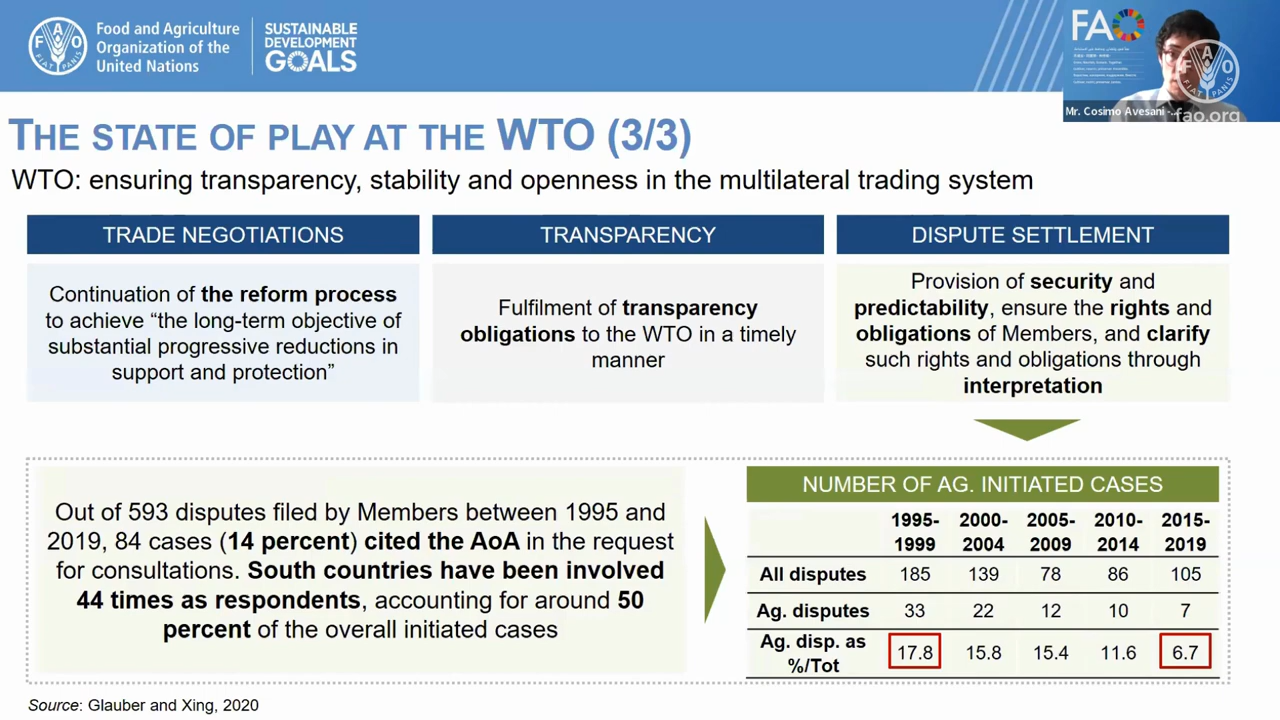 Food and Agriculture
Organization of the
United Nations
SUSTAINABLE
DEVELOPMENT
GOALS
FAO
Mr. Cosimo Avesani -...
F A O
FIAT PANIS
fao.org
THE STATE OF PLAY AT THE WTO (3/3)
WTO: ensuring transparency, stability and openness in the multilateral trading system
TRADE NEGOTIATIONS
Continuation of the reform process
to achieve “the long-term objective of
substantial progressive reductions in
support and protection”
TRANSPARENCY
Fulfilment of transparency
obligations to the WTO in a timely
manner
DISPUTE SETTLEMENT
Provision of security and
predictability, ensure the rights and
obligations of Members, and clarify
such rights and obligations through
interpretation
Out of 593 disputes filed by Members between 1995 and
2019, 84 cases (14 percent) cited the AoA in the request
for consultations. South countries have been involved
44 times as respondents, accounting for around 50
percent of the overall initiated cases
NUMBER OF AG. INITIATED CASES
1995-1999 2000-2004 2005-2009 2010-2014 2015-2019
All disputes 185 139 78 86 105
Ag. disputes 33 22 12 10 7
Ag. disp. as %/Tot 17.8 15.8 15.4 11.6 6.7
Source: Glauber and Xing, 2020